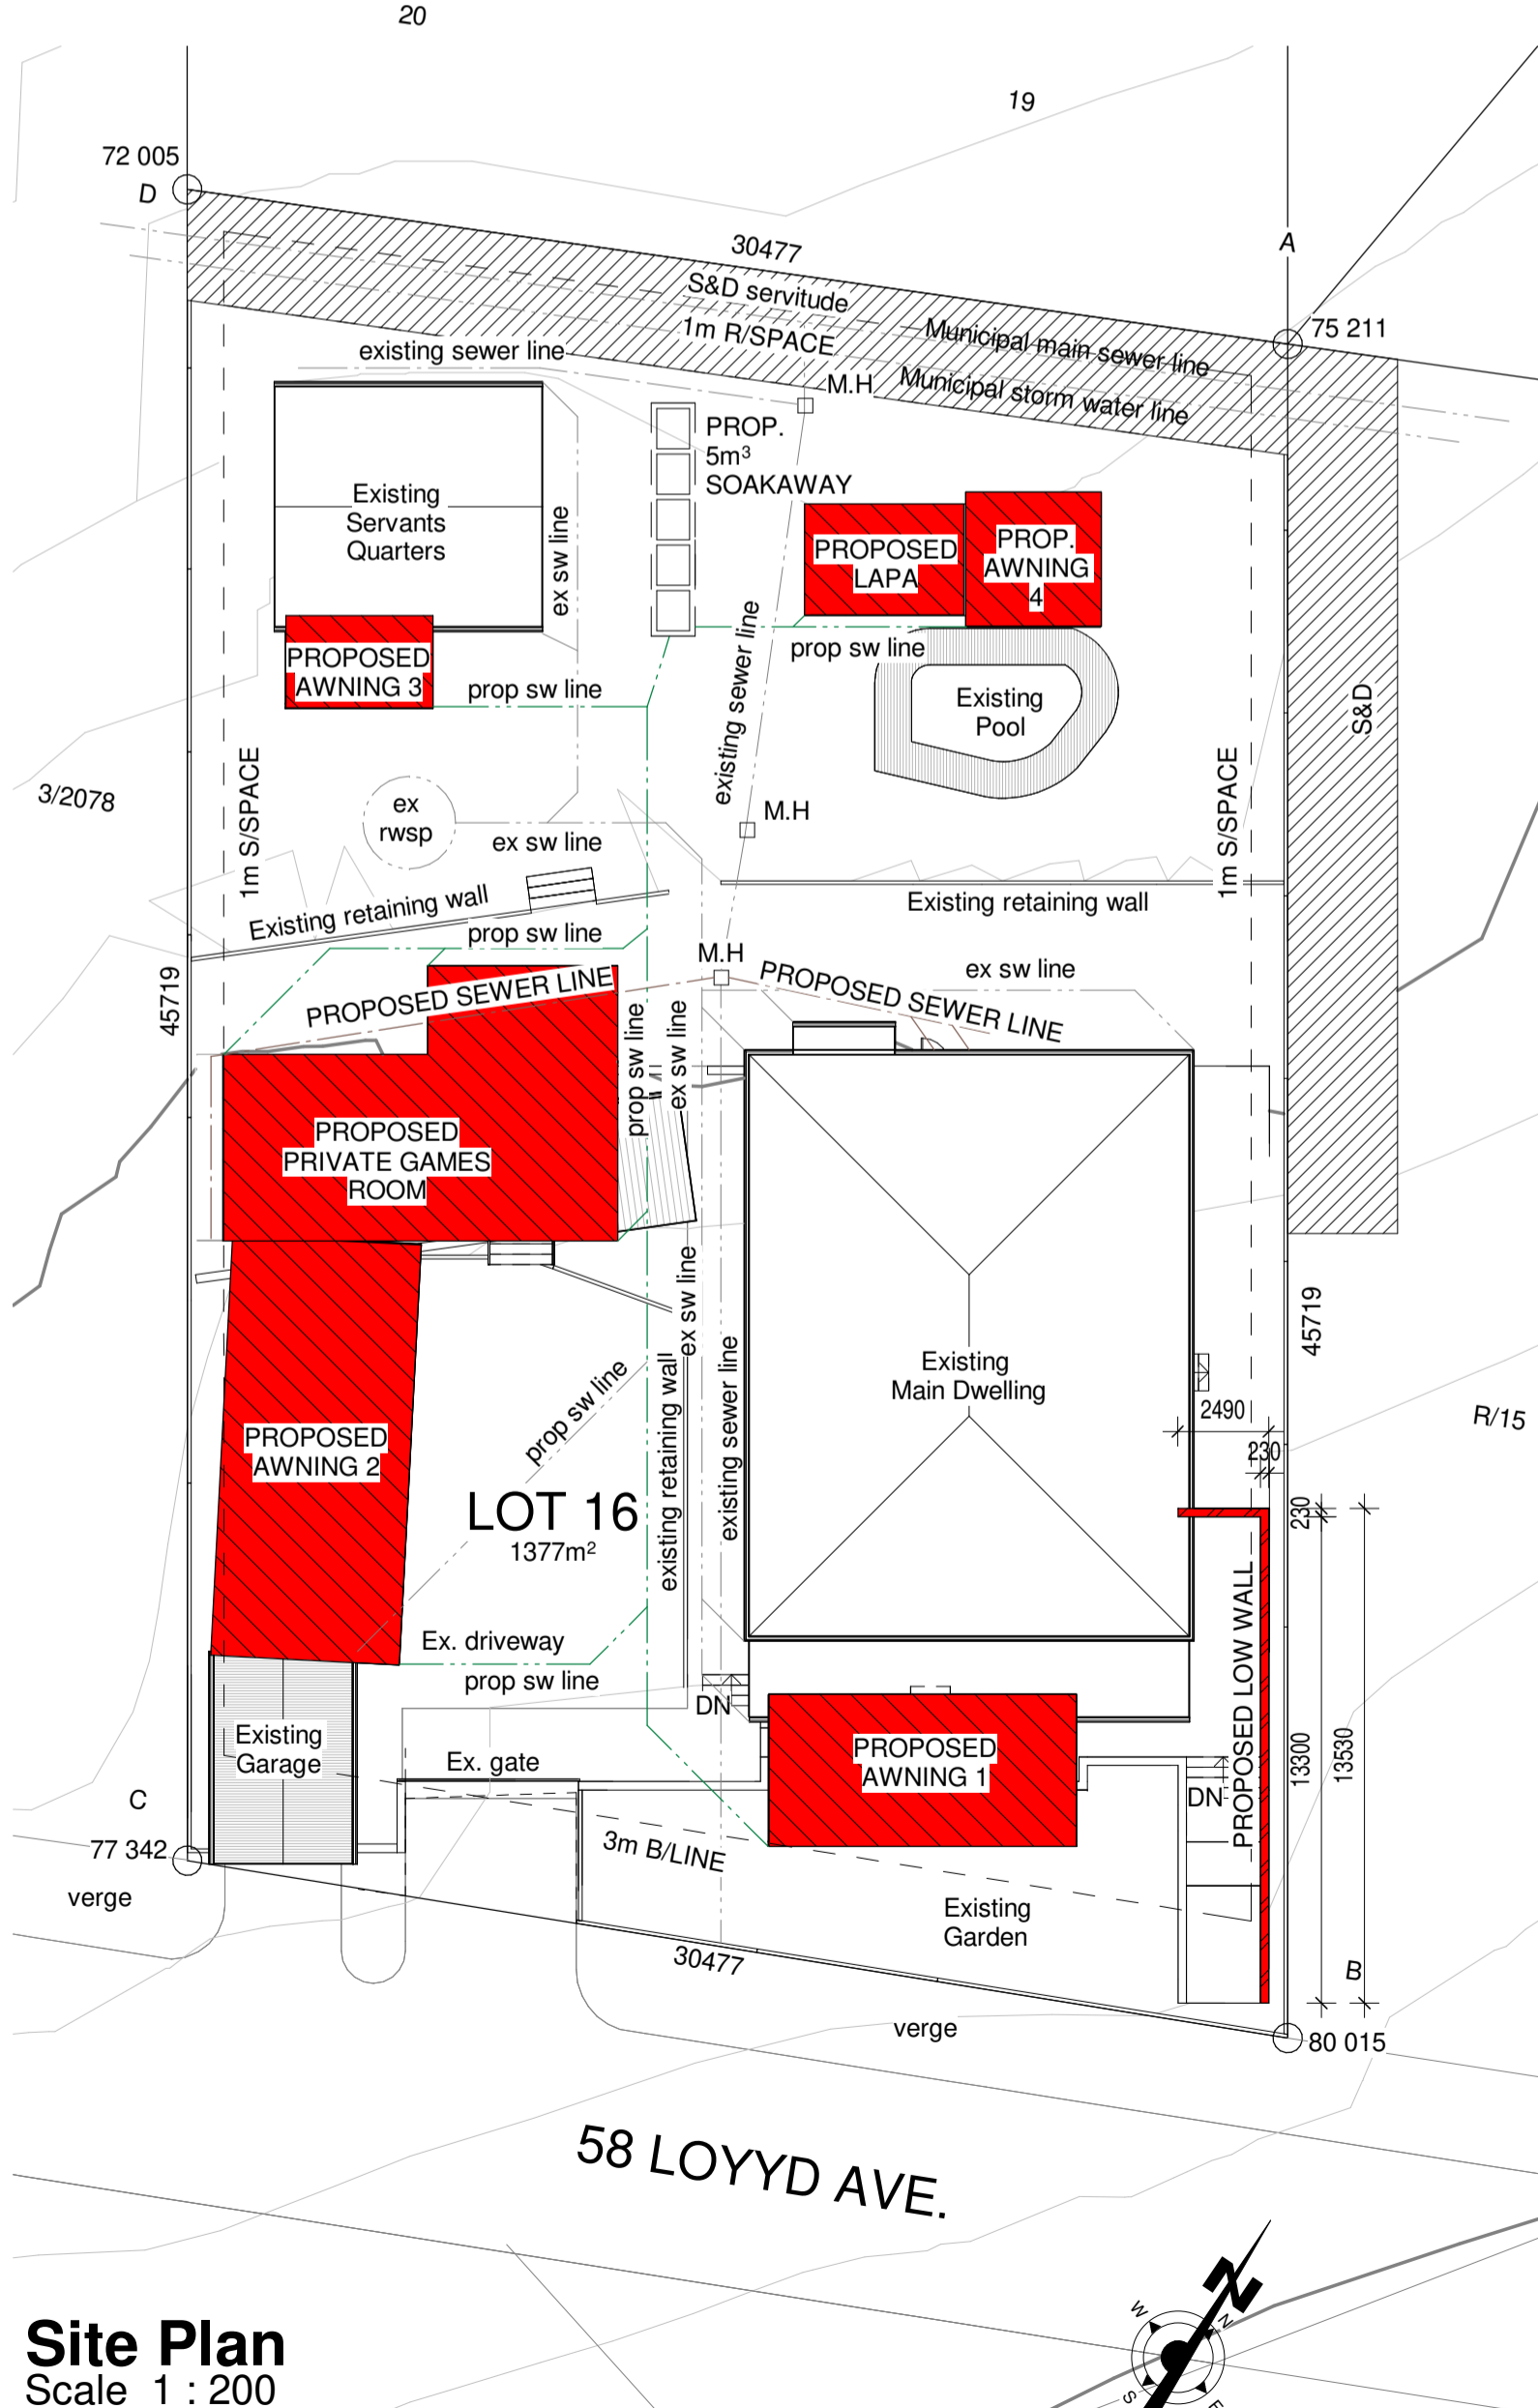 20
19
72 005
D
30477
A
S&D servitude
1m R/SPACE
Municipal main sewer line
75 211
existing sewer line
M.H
Municipal storm water line
PROP.
5m³
SOAKAWAY
Existing
Servants
Quarters
ex sw line
PROPOSED
LAPA
PROP.
AWNING
4
existing sewer line
prop sw line
PROPOSED
AWNING 3
prop sw line
Existing
Pool
S&D
3/2078
1m S/SPACE
1m S/SPACE
ex
rwsp
M.H
ex sw line
Existing retaining wall
Existing retaining wall
prop sw line
M.H
45719
PROPOSED SEWER LINE
PROPOSED SEWER LINE
ex sw line
prop sw line
ex sw line
PROPOSED
PRIVATE GAMES
ROOM
ex sw line
45719
Existing
Main Dwelling
prop sw line
existing retaining wall
existing sewer line
2490
R/15
230
PROPOSED
AWNING 2
LOT 16
1377m²
230
PROPOSED LOW WALL
Ex. driveway
prop sw line
DN
Existing
Garage
Ex. gate
PROPOSED
AWNING 1
13300
13530
DN
C
77 342
3m B/LINE
verge
Existing
Garden
30477
B
verge
80 015
58 LOYYD AVE.
N
W
N
S
E
Site Plan
Scale 1 : 200